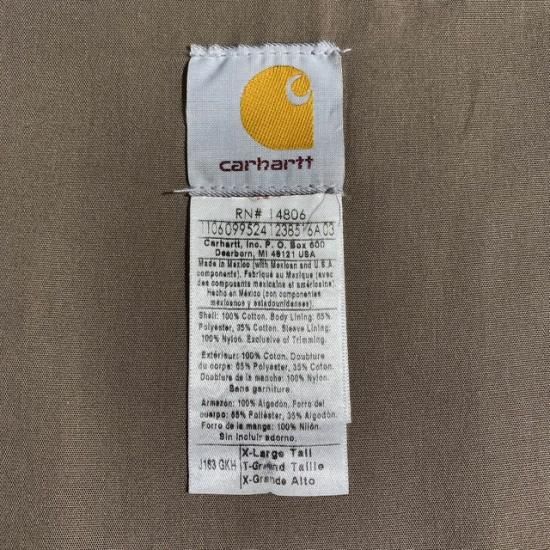 carhartt
RN# 14806
1106099524 238516A03
Carhartt, Inc. P. O. Box 600
Dearborn, MI 48121 USA
Made in Mexico (with Mexican and U.S.A
components). Fabriqué au Mexique (avec
des composants mexicains et américains).
Hecho en México (con componentes
mexicanos y estadounidenses).
Shell: 100% Cotton. Body Lining: 65%
Polyester, 35% Cotton. Sleeve Lining:
100% Nylon. Exclusive of Trimming.
Extérieur: 100% Coton. Doubture
du corps: 65% Polyester, 35% Coton.
Doublure de la manche: 100% Nylon.
Sans garniture.
Armazón: 100% Algodón. Forro del
cuerpo: 65% Poliéster, 35% Algodón.
Forro de la manga: 100% Nilón.
Sin incluir adorno.
J163 GKH
X-Large Tall
T-Grand Taille
X-Grande Alto